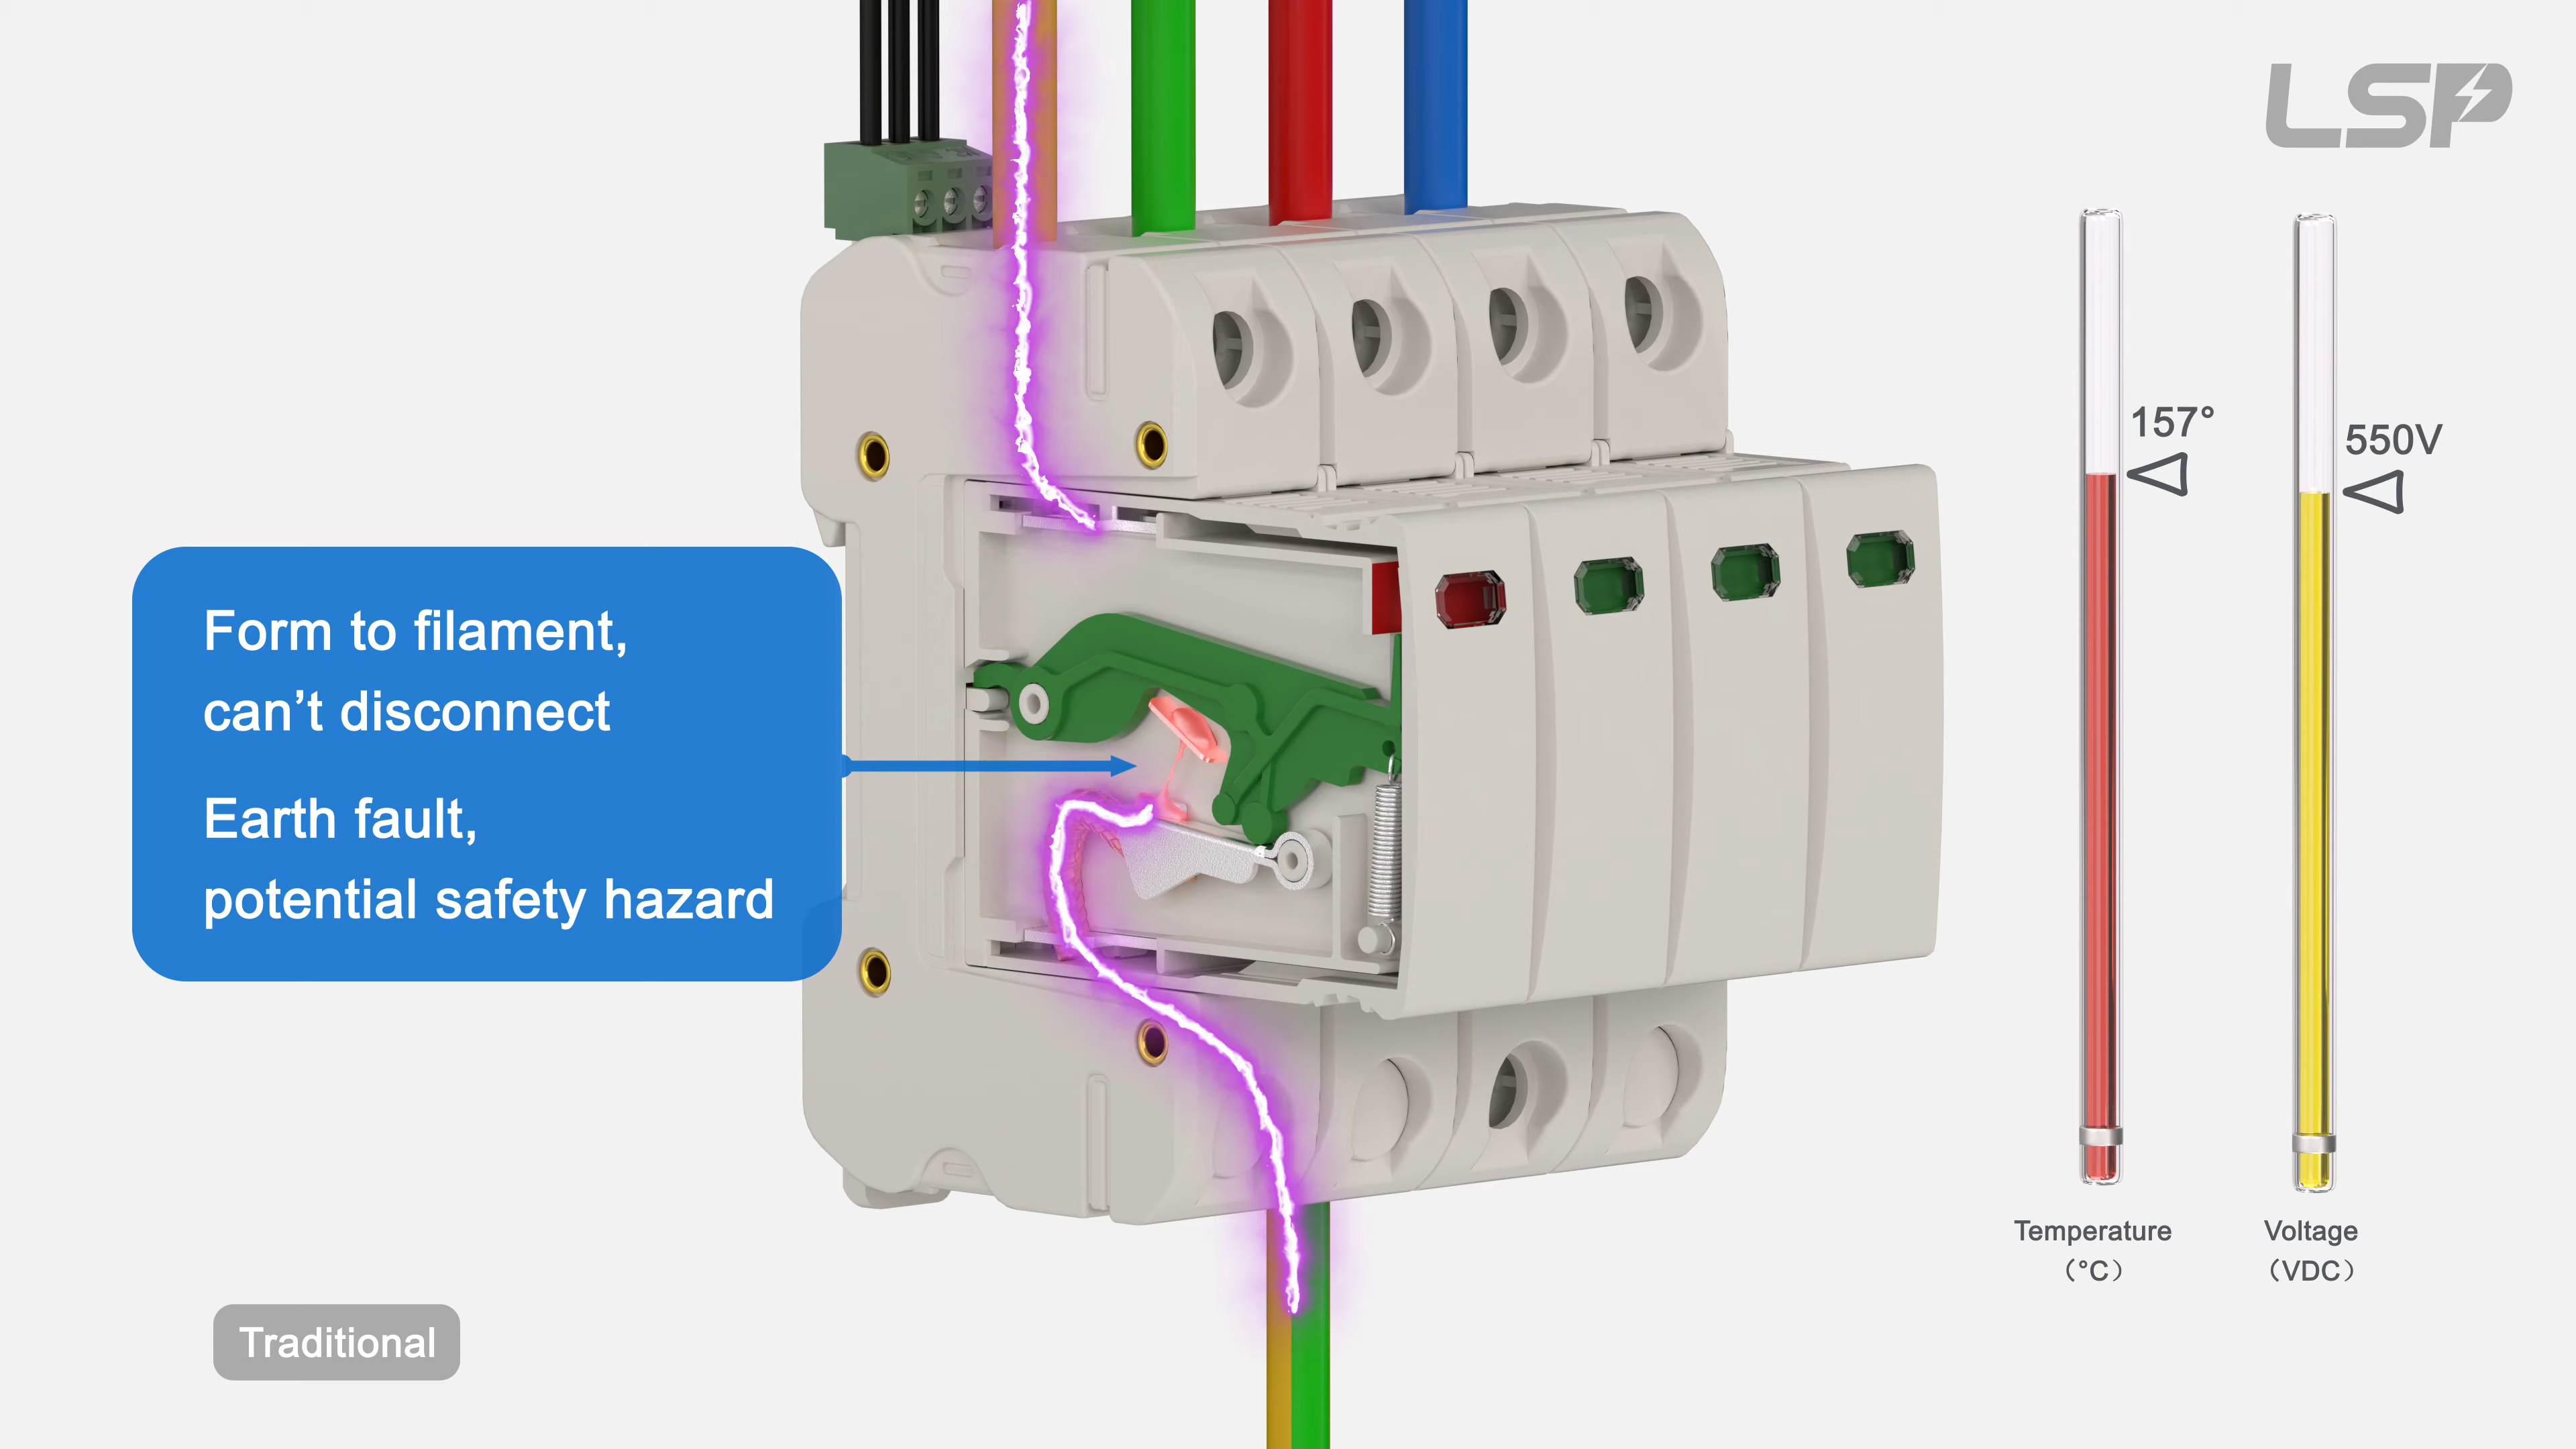 LSP
157°
550V
Form to filament,
can't disconnect
Earth fault,
potential safety hazard
Temperature
(°C)
Voltage
(VDC)
Traditional